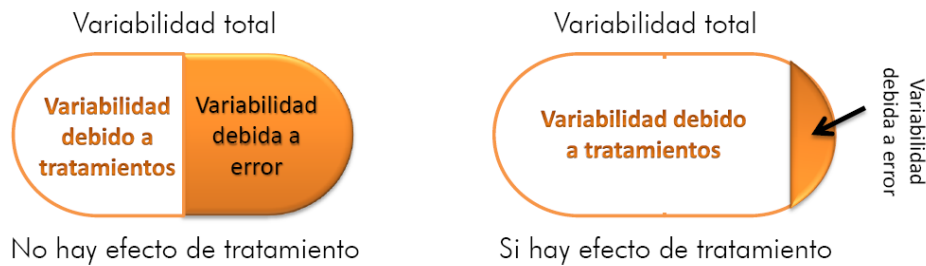 Variabilidad total
Variabilidad
debido a
tratamientos
Variabilidad
debida a
error
No hay efecto de tratamiento
Variabilidad total
Variabilidad debido
a tratamientos
Variabilidad
debida a error
Si hay efecto de tratamiento